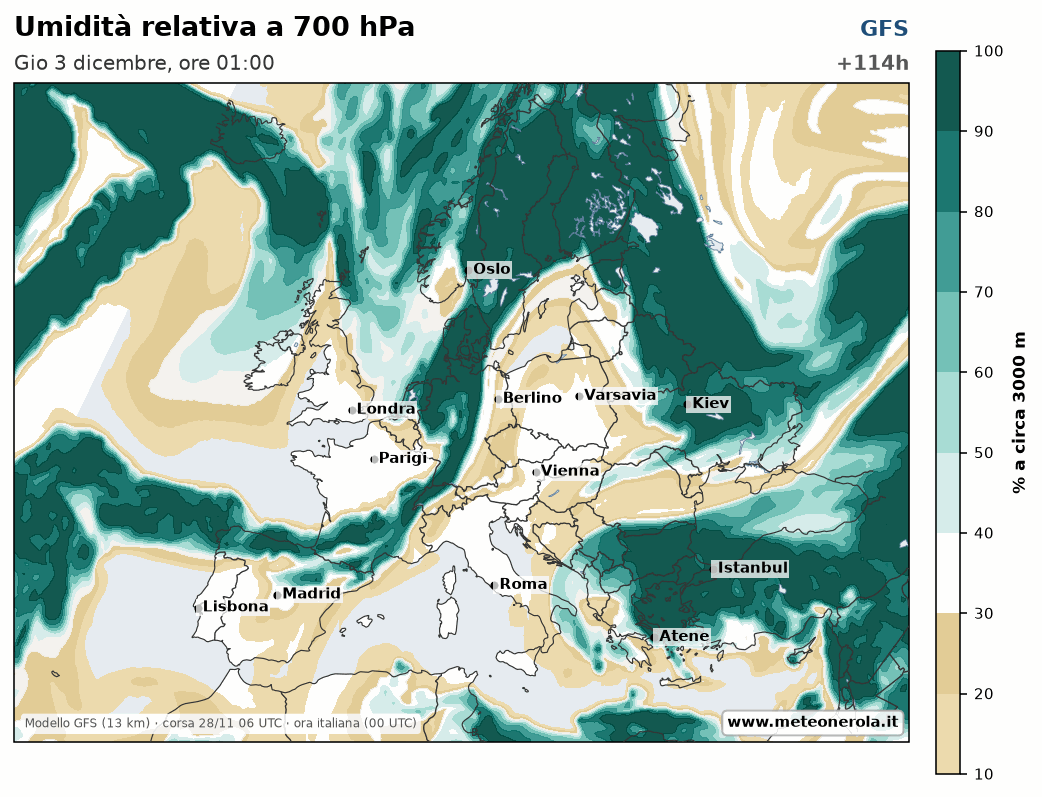 Umidità relativa a 700 hPa
GFS
Gio 3 dicembre, ore 01:00
+114h
100
90
80
70
60
50
40
30
20
10
% a circa 3000 m
Oslo
Londra
Berlino
Varsavia
Kiev
Parigi
Vienna
Istanbul
Roma
Madrid
Lisbona
Atene
Modello GFS (13 km) · corsa 28/11 06 UTC · ora italiana (00 UTC)
www.meteonerola.it